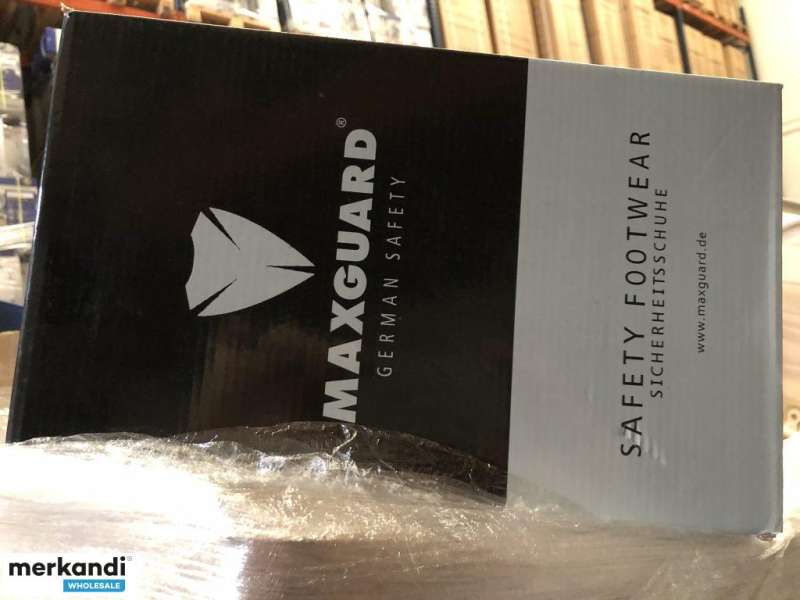 MAXGUARD®
GERMAN SAFETY
SAFETY FOOTWEAR
SICHERHEITSSCHUHE
www.maxguard.de
merkandi®
WHOLESALE